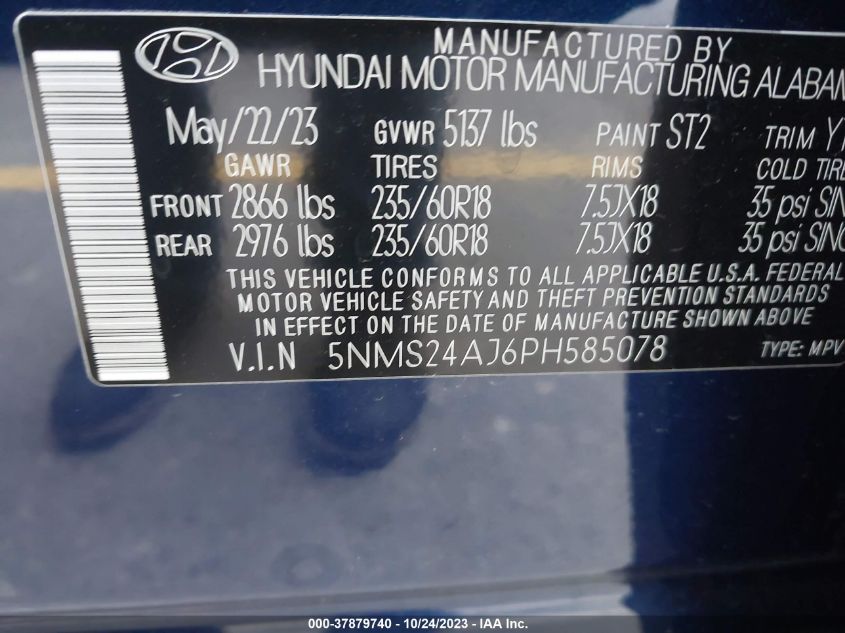 MANUFACTURED BY
HYUNDAI MOTOR MANUFACTURING ALABAM
May/22/23 GVWR 5137 lbs PAINT ST2 TRIM
GAWR TIRES RIMS COLD TIRE
FRONT 2866 lbs 235/60R18 7.5JX18 35 psi SIN
REAR 2976 lbs 235/60R18 7.5JX18 35 psi SING
THIS VEHICLE CONFORMS TO ALL APPLICABLE U.S.A. FEDERAL
MOTOR VEHICLE SAFETY AND THEFT PREVENTION STANDARDS
IN EFFECT ON THE DATE OF MANUFACTURE SHOWN ABOVE
V.I.N 5NMS24AJ6PH585078 TYPE: MPV
000-37879740 - 10/24/2023 - IAA Inc.